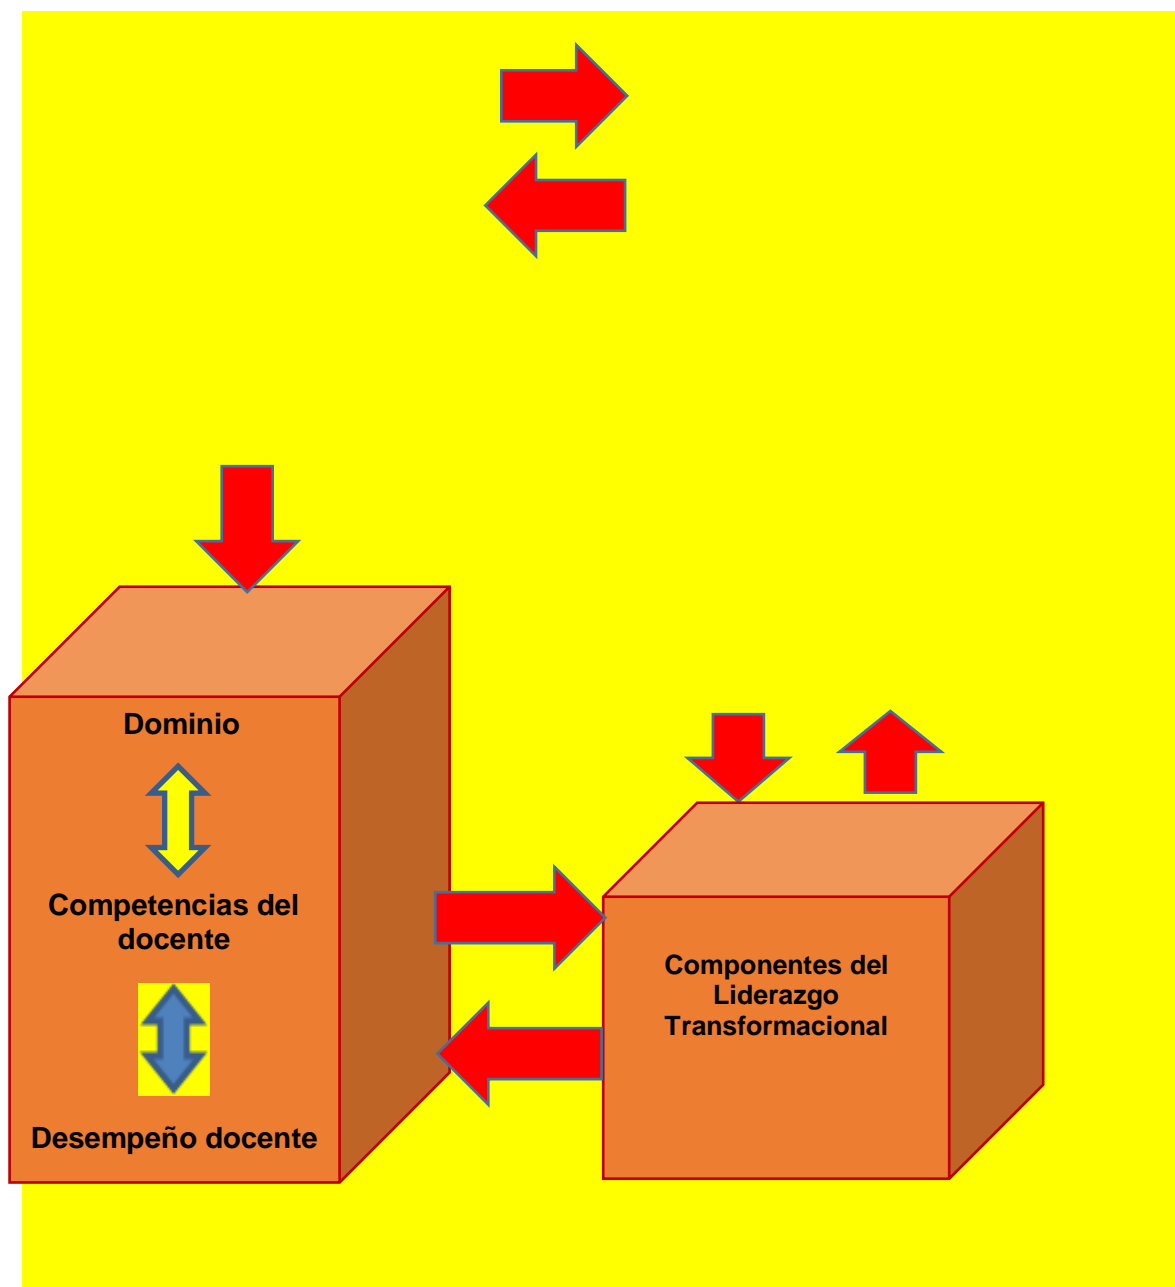 Dominio
Competencias del
docente
Desempeño docente
Componentes del
Liderazgo
Transformacional